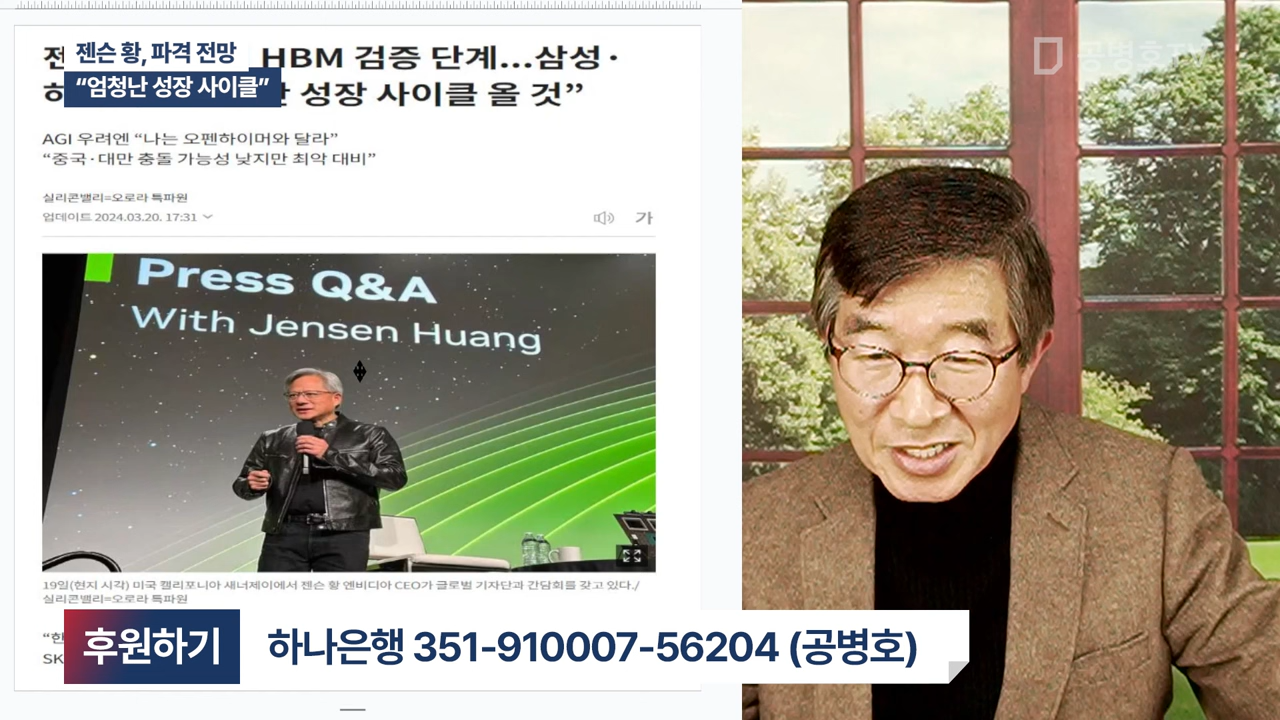 젠슨 황, 파격 전망
“엄청난 성장 사이클”
HBM 검증 단계...삼성·
성장 사이클 올 것”
AGI 우려엔 “나는 오펜하이머와 달라”
“중국·대만 충돌 가능성 낮지만 최악 대비”
실리콘밸리=오로라 특파원
업데이트 2024.03.20. 17:31
가
Press Q&A
With Jensen Huang
19일(현지 시각) 미국 캘리포니아 새너제이에서 젠슨 황 엔비디아 CEO가 글로벌 기자단과 간담회를 갖고 있다./
실리콘밸리=오로라 특파원
“한
SK
후원하기
하나은행 351-910007-56204 (공병호)
공병호TV